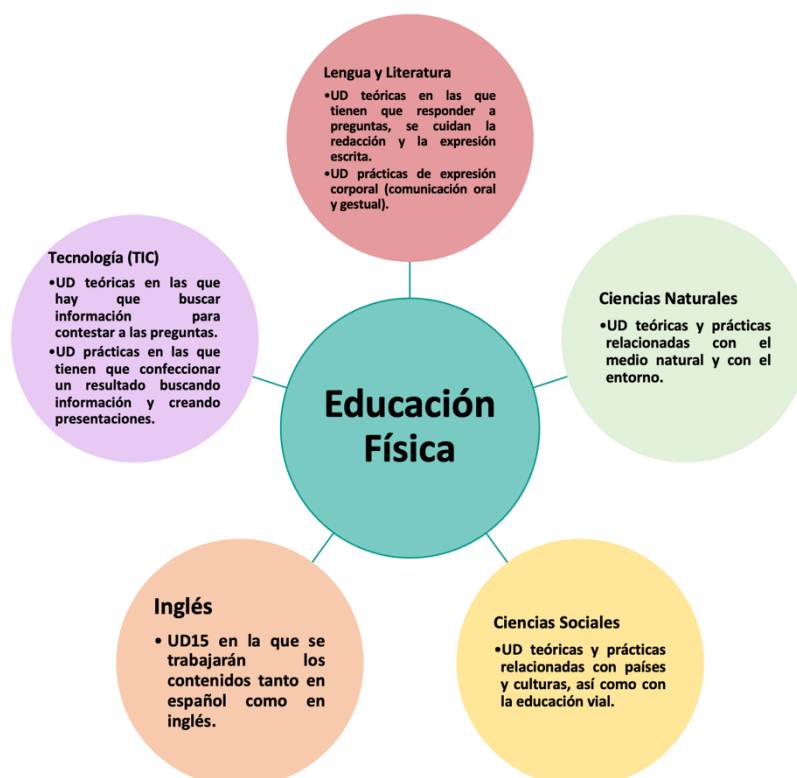 Lengua y Literatura
•UD teóricas en las que
tienen que responder a
preguntas, se cuidan la
redacción y la expresión
escrita.
•UD prácticas de expresión
corporal (comunicación oral
y gestual).
Tecnología (TIC)
•UD teóricas en las que
hay que buscar
información para
contestar a las preguntas.
•UD prácticas en las que
tienen que confeccionar
un resultado buscando
información y creando
presentaciones.
Ciencias Naturales
•UD teóricas y prácticas
relacionadas con el
medio natural y con el
entorno.
Educación
Física
Inglés
• UD15 en la que se
trabajarán los
contenidos tanto en
español como en
inglés.
Ciencias Sociales
•UD teóricas y prácticas
relacionadas con países
y culturas, así como con
la educación vial.